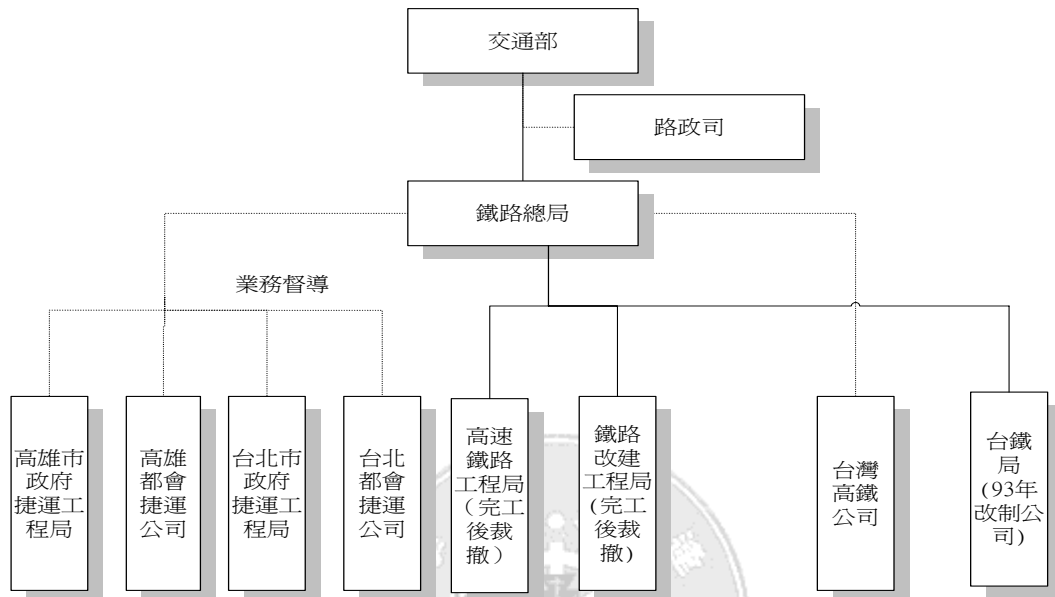 交通部
路政司
鐵路總局
業務督導
高雄市
政府
捷運工
程局
高雄
都會
捷運
公司
台北市
政府
捷運工
程局
台北
都會
捷運
公司
高速
鐵路
工程局
（完工
後裁
撤）
鐵路
改建
工程局
(完工
後裁
撤)
台灣
高鐵
公司
台鐵
局
(93年
改制公
司)